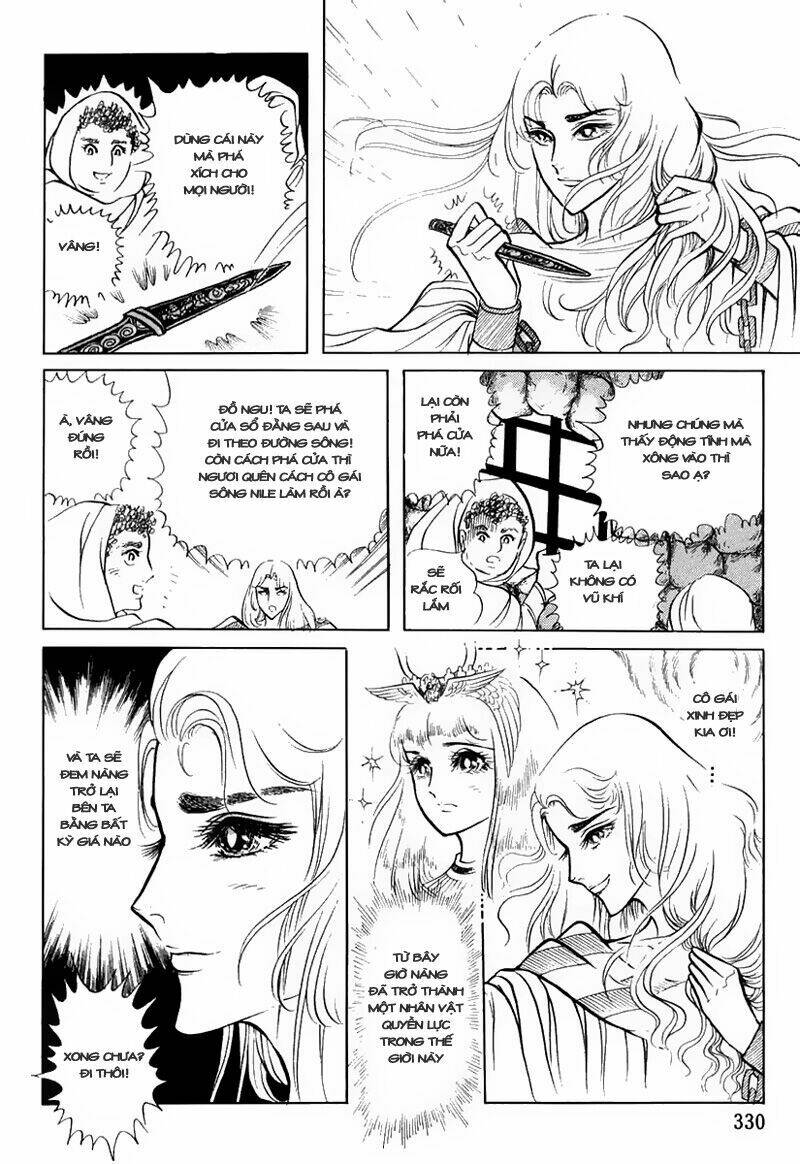 DÙNG CÁI NÀY
MÀ PHÁ
XÍCH CHO
MỌI NGƯỜI!
VÂNG!
À, VÂNG
ĐÚNG
RỒI!
ĐỒ NGU! TA SẼ PHÁ
CỬA SỔ ĐẰNG SAU VÀ
ĐI THEO ĐƯỜNG SÔNG!
CÒN CÁCH PHÁ CỬA THÌ
NGƯƠI QUÊN CÁCH CÔ GÁI
SÔNG NILE LÀM RỒI À?
LẠI CÒN
PHẢI
PHÁ CỬA
NỮA!
NHƯNG CHÚNG MÀ
THẤY ĐỘNG TĨNH MÀ
XÔNG VÀO THÌ
SAO Ạ?
SẼ
RẮC RỐI
LẮM
TA LẠI
KHÔNG CÓ
VŨ KHÍ
VÀ TA SẼ
ĐEM NÀNG
TRỞ LẠI
BÊN TA
BẰNG BẤT
KỲ GIÁ NÀO
XONG CHƯA?
ĐI THÔI!
CÔ GÁI
XINH ĐẸP
KIA ƠI!
TỪ BÂY
GIỜ NÀNG
ĐÃ TRỞ THÀNH
MỘT NHÂN VẬT
QUYỀN LỰC
TRONG THẾ
GIỚI NÀY
330